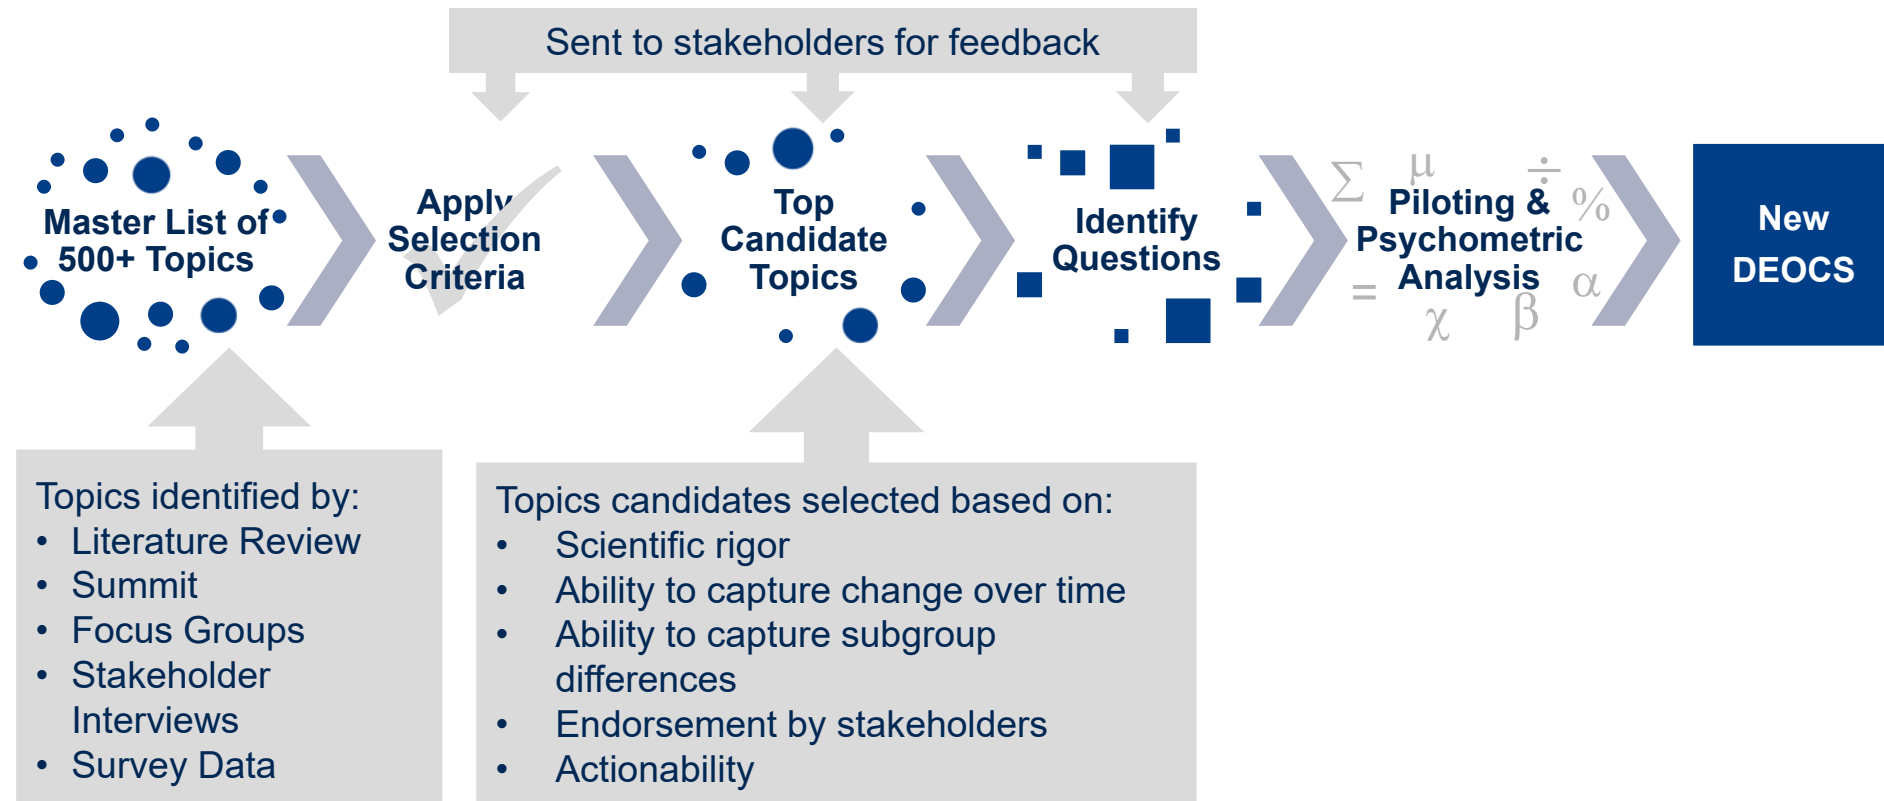 Sent to stakeholders for feedback
Master List of
500+ Topics
Apply
Selection
Criteria
Top
Candidate
Topics
Identify
Questions
Σ μ ÷ %
Piloting &
Psychometric
Analysis
= χ β α
New
DEOCS
Topics identified by:
• Literature Review
• Summit
• Focus Groups
• Stakeholder
Interviews
• Survey Data
Topics candidates selected based on:
• Scientific rigor
• Ability to capture change over time
• Ability to capture subgroup
differences
• Endorsement by stakeholders
• Actionability